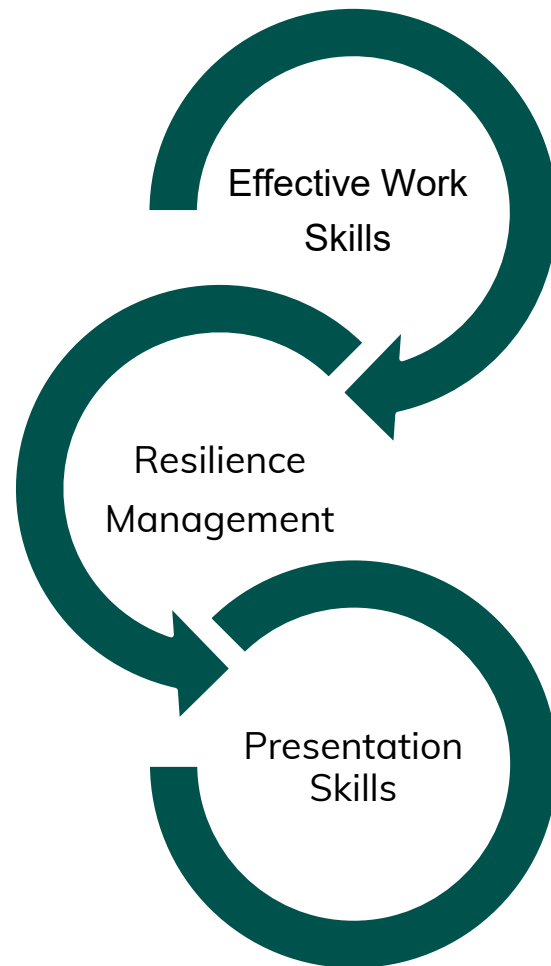 Effective Work
Skills
Resilience
Management
Presentation
Skills